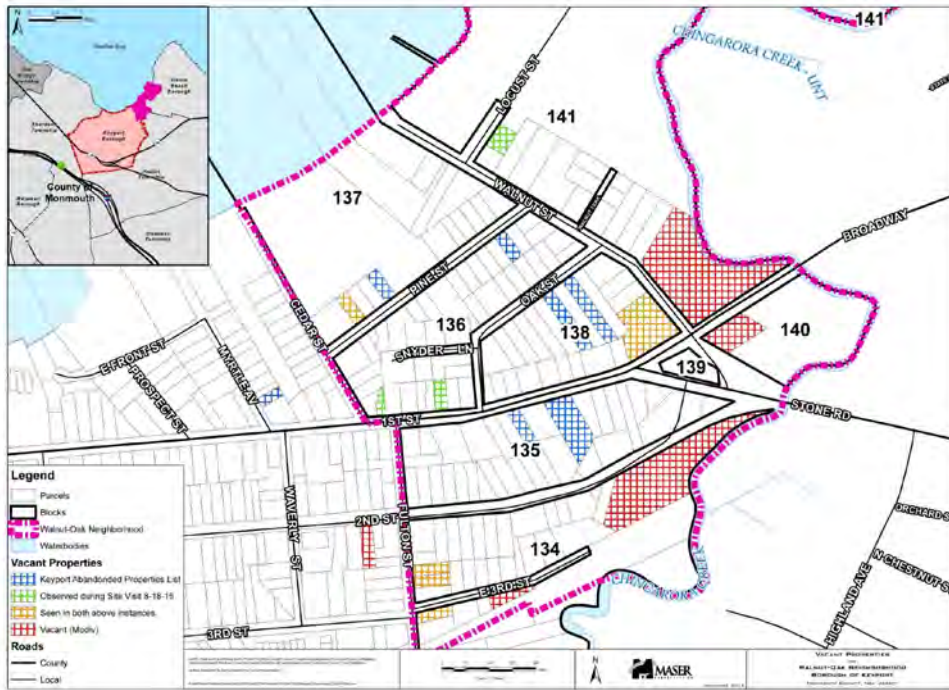 141
CHINGARORA CREEK - UNT
LOCUST ST
141
137
WALNUT ST
BROADWAY
PINE ST
CEDAR ST
OAK ST
136
138
140
SNYDER LN
139
E FRONT ST
MYRTLE AV
PROSPECT ST
1ST ST
STONE RD
135
2ND ST
WAVERLY ST
FULTON ST
134
E 3RD ST
3RD ST
ORCHARD S
N CHESTNUT S
HIGHLAND AVE
County of
Monmouth
Keyport
Borough
N
Legend
Parcels
Blocks
Walnut-Oak Neighborhood
Waterbodies
Vacant Properties
Keyport Abandonded Properties List
Observed during Site Visit 8-18-15
Seen in both above instances.
Vacant (Modiv)
Roads
County
Local
N
MASER
VACANT PROPERTIES
WALNUT-OAK NEIGHBORHOOD
BOROUGH OF KEYPORT